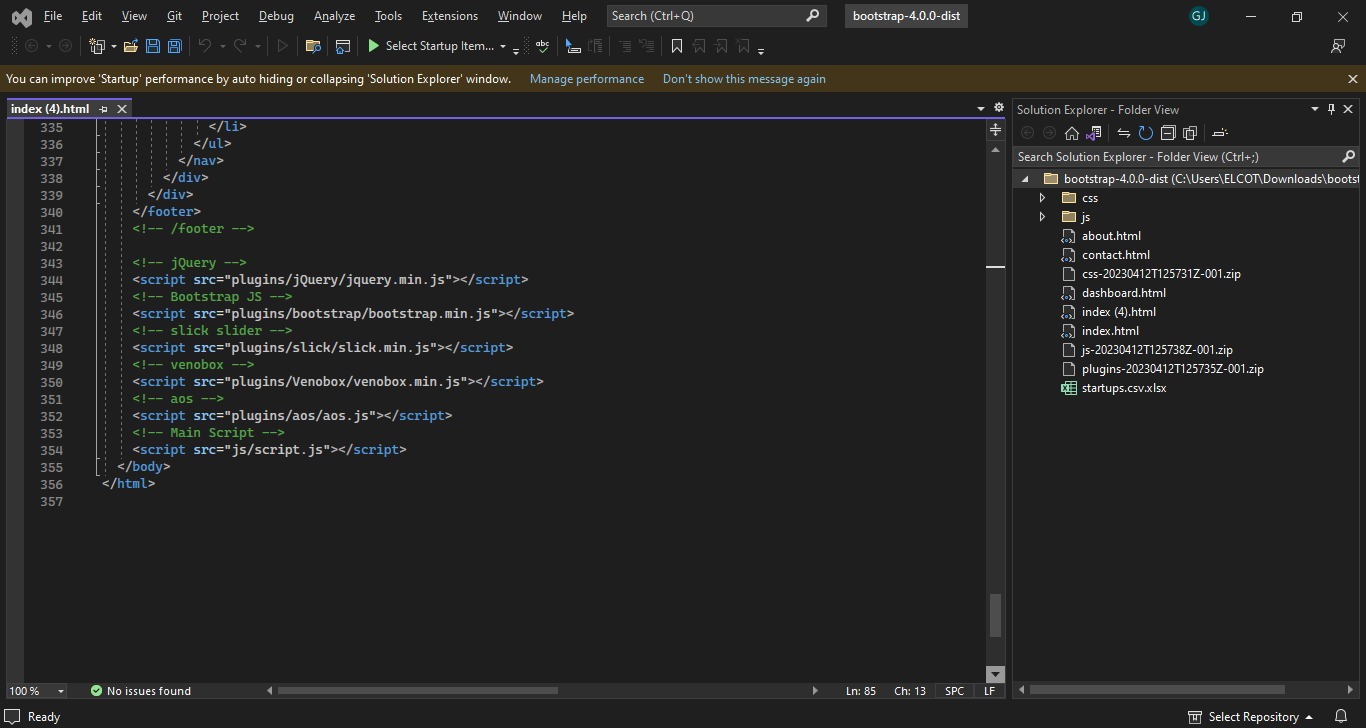 File Edit View Git Project Debug Analyze Tools Extensions Window Help Search (Ctrl+Q) bootstrap-4.0.0-dist GJ
Select Startup Item...
You can improve 'Startup' performance by auto hiding or collapsing 'Solution Explorer' window. Manage performance Don't show this message again
index (4).html
335 </li>
336 </ul>
337 </nav>
338 </div>
339 </div>
340 </footer>
341 <!-- /footer -->
342
343 <!-- jQuery -->
344 <script src="plugins/jQuery/jquery.min.js"></script>
345 <!-- Bootstrap JS -->
346 <script src="plugins/bootstrap/bootstrap.min.js"></script>
347 <!-- slick slider -->
348 <script src="plugins/slick/slick.min.js"></script>
349 <!-- venobox -->
350 <script src="plugins/Venobox/venobox.min.js"></script>
351 <!-- aos -->
352 <script src="plugins/aos/aos.js"></script>
353 <!-- Main Script -->
354 <script src="js/script.js"></script>
355 </body>
356 </html>
357
100 % No issues found Ln: 85 Ch: 13 SPC LF
Solution Explorer - Folder View
Search Solution Explorer - Folder View (Ctrl+;)
bootstrap-4.0.0-dist (C:\Users\ELCOT\Downloads\bootst
css
js
about.html
contact.html
css-20230412T125731Z-001.zip
dashboard.html
index (4).html
index.html
js-20230412T125738Z-001.zip
plugins-20230412T125735Z-001.zip
startups.csv.xlsx
Ready Select Repository